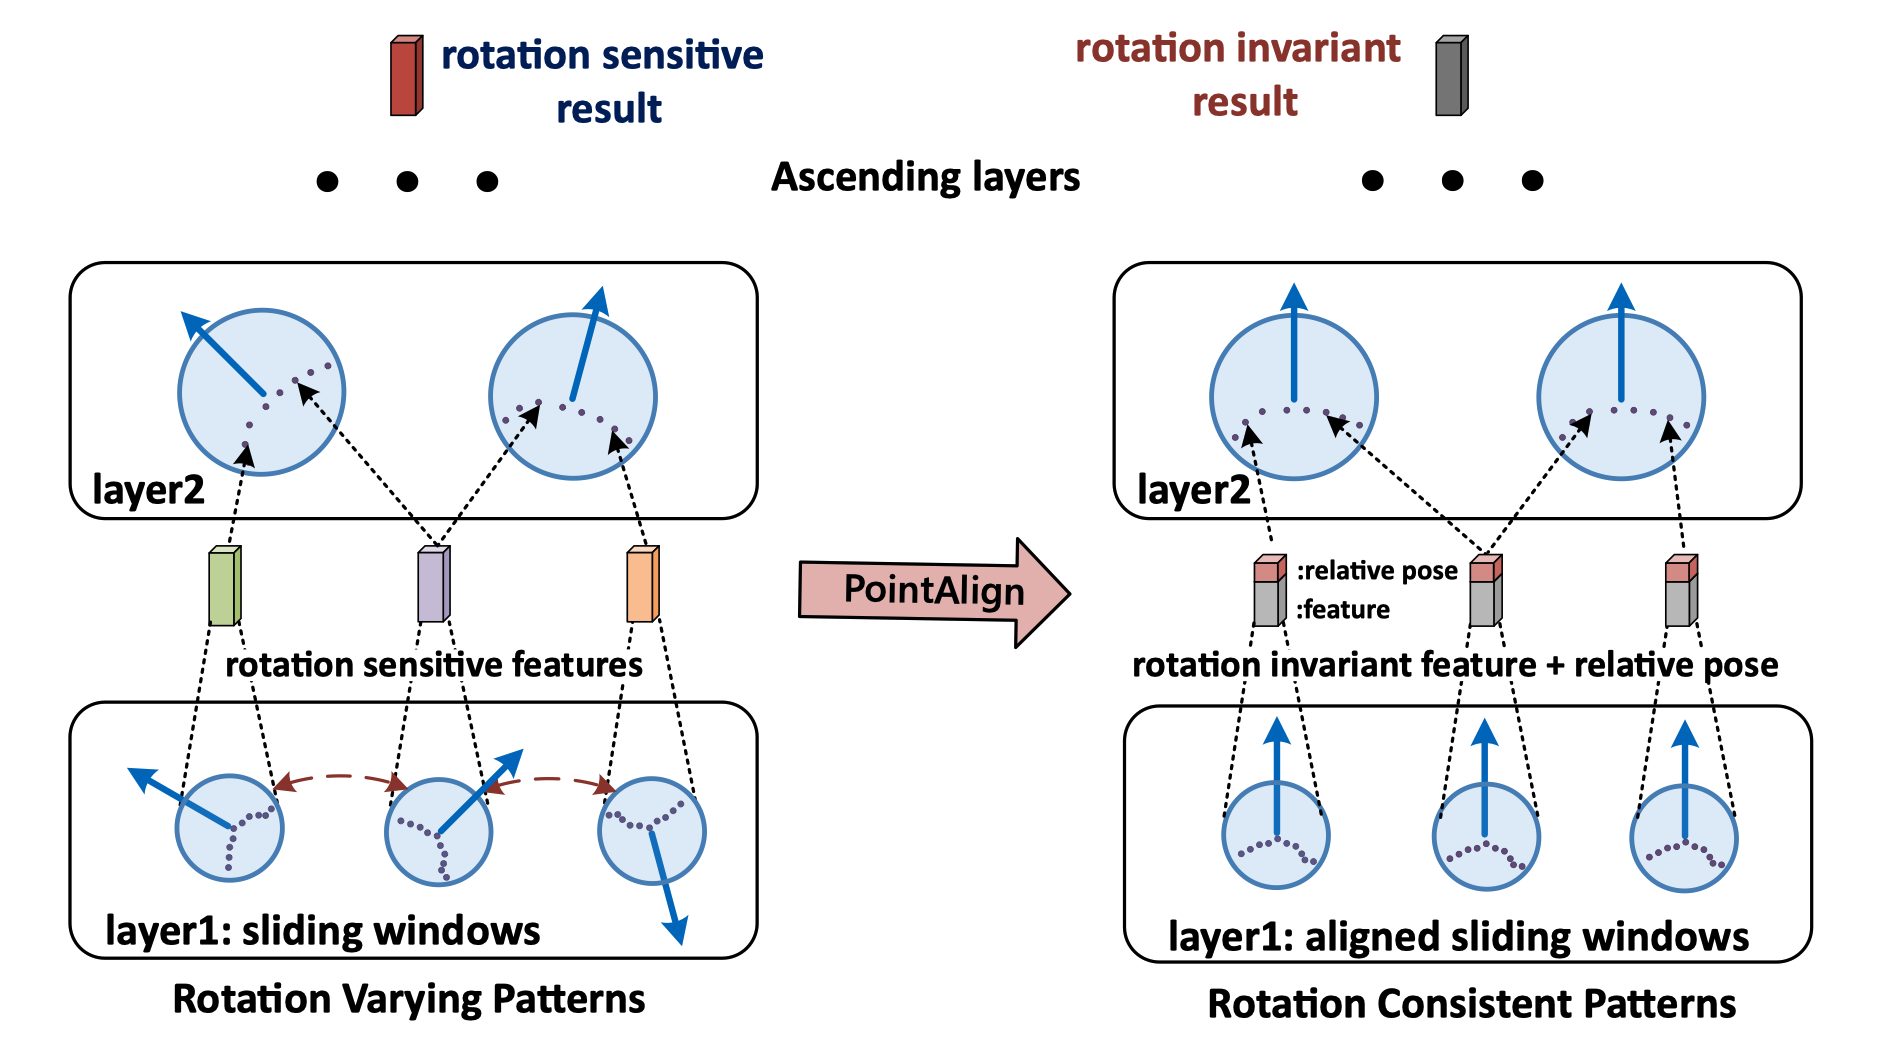 rotation sensitive
result
rotation invariant
result
Ascending layers
layer2
layer2
PointAlign
:relative pose
:feature
rotation sensitive features
rotation invariant feature + relative pose
layer1: sliding windows
layer1: aligned sliding windows
Rotation Varying Patterns
Rotation Consistent Patterns